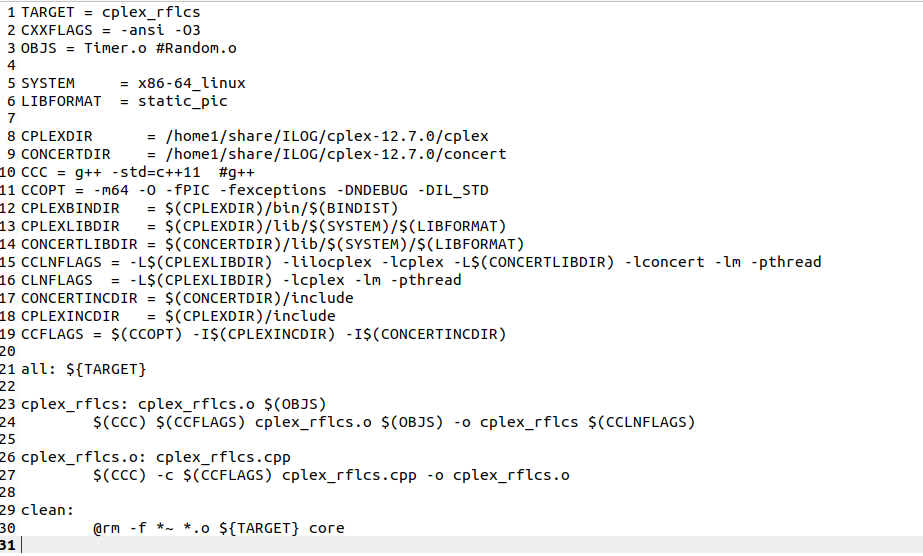 1 TARGET = cplex_rflcs
2 CXXFLAGS = -ansi -O3
3 OBJS = Timer.o #Random.o
4
5 SYSTEM     = x86-64_linux
6 LIBFORMAT  = static_pic
7
8 CPLEXDIR      = /home1/share/ILOG/cplex-12.7.0/cplex
9 CONCERTDIR    = /home1/share/ILOG/cplex-12.7.0/concert
10 CCC = g++ -std=c++11  #g++
11 CCOPT = -m64 -O -fPIC -fexceptions -DNDEBUG -DIL_STD
12 CPLEXBINDIR   = $(CPLEXDIR)/bin/$(BINDIST)
13 CPLEXLIBDIR   = $(CPLEXDIR)/lib/$(SYSTEM)/$(LIBFORMAT)
14 CONCERTLIBDIR = $(CONCERTDIR)/lib/$(SYSTEM)/$(LIBFORMAT)
15 CCLNFLAGS = -L$(CPLEXLIBDIR) -lilocplex -lcplex -L$(CONCERTLIBDIR) -lconcert -lm -pthread
16 CLNFLAGS  = -L$(CPLEXLIBDIR) -lcplex -lm -pthread
17 CONCERTINCDIR = $(CONCERTDIR)/include
18 CPLEXINCDIR   = $(CPLEXDIR)/include
19 CCFLAGS = $(CCOPT) -I$(CPLEXINCDIR) -I$(CONCERTINCDIR)
20
21 all: ${TARGET}
22
23 cplex_rflcs: cplex_rflcs.o $(OBJS)
24         $(CCC) $(CCFLAGS) cplex_rflcs.o $(OBJS) -o cplex_rflcs $(CCLNFLAGS)
25
26 cplex_rflcs.o: cplex_rflcs.cpp
27         $(CCC) -c $(CCFLAGS) cplex_rflcs.cpp -o cplex_rflcs.o
28
29 clean:
30         @rm -f *~ *.o ${TARGET} core
31